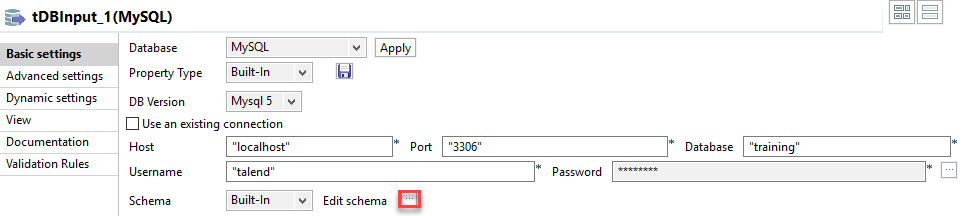 tDBInput_1(MySQL)
Basic settings
Advanced settings
Dynamic settings
View
Documentation
Validation Rules
Database MySQL Apply
Property Type Built-In
DB Version Mysql 5
Use an existing connection
Host "localhost" * Port "3306" * Database "training" *
Username "talend" * Password ******** * ...
Schema Built-In Edit schema ...